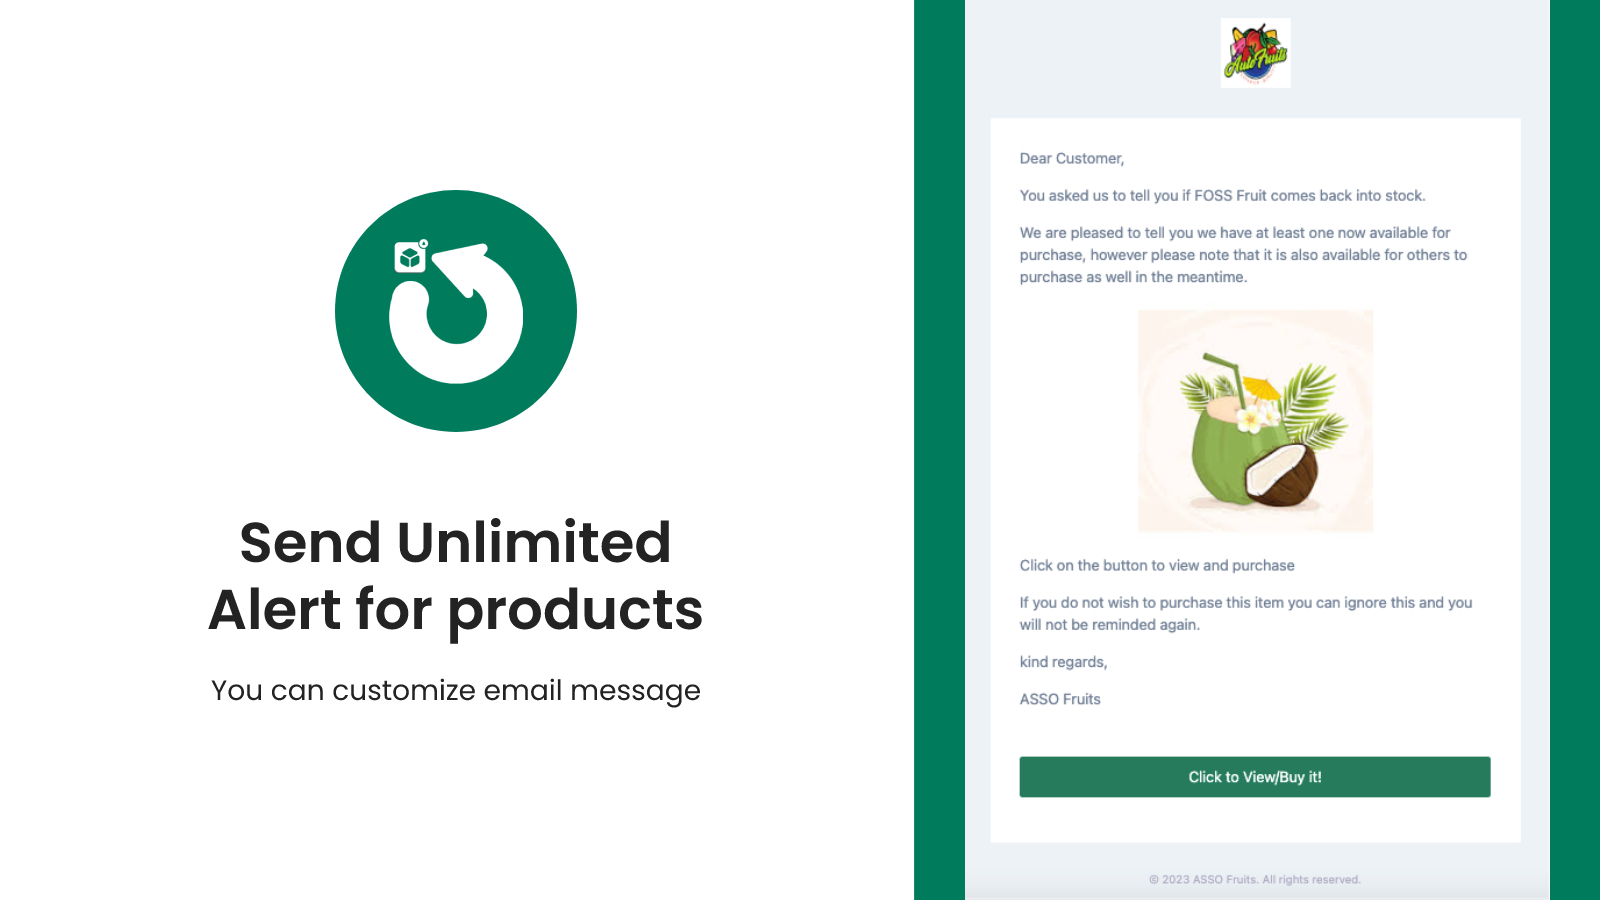 Send Unlimited
Alert for products
You can customize email message
Dear Customer,
You asked us to tell you if FOSS Fruit comes back into stock.
We are pleased to tell you we have at least one now available for
purchase, however please note that it is also available for others to
purchase as well in the meantime.
Click on the button to view and purchase
If you do not wish to purchase this item you can ignore this and you
will not be reminded again.
kind regards,
ASSO Fruits
Click to View/Buy it!
© 2023 ASSO Fruits. All rights reserved.